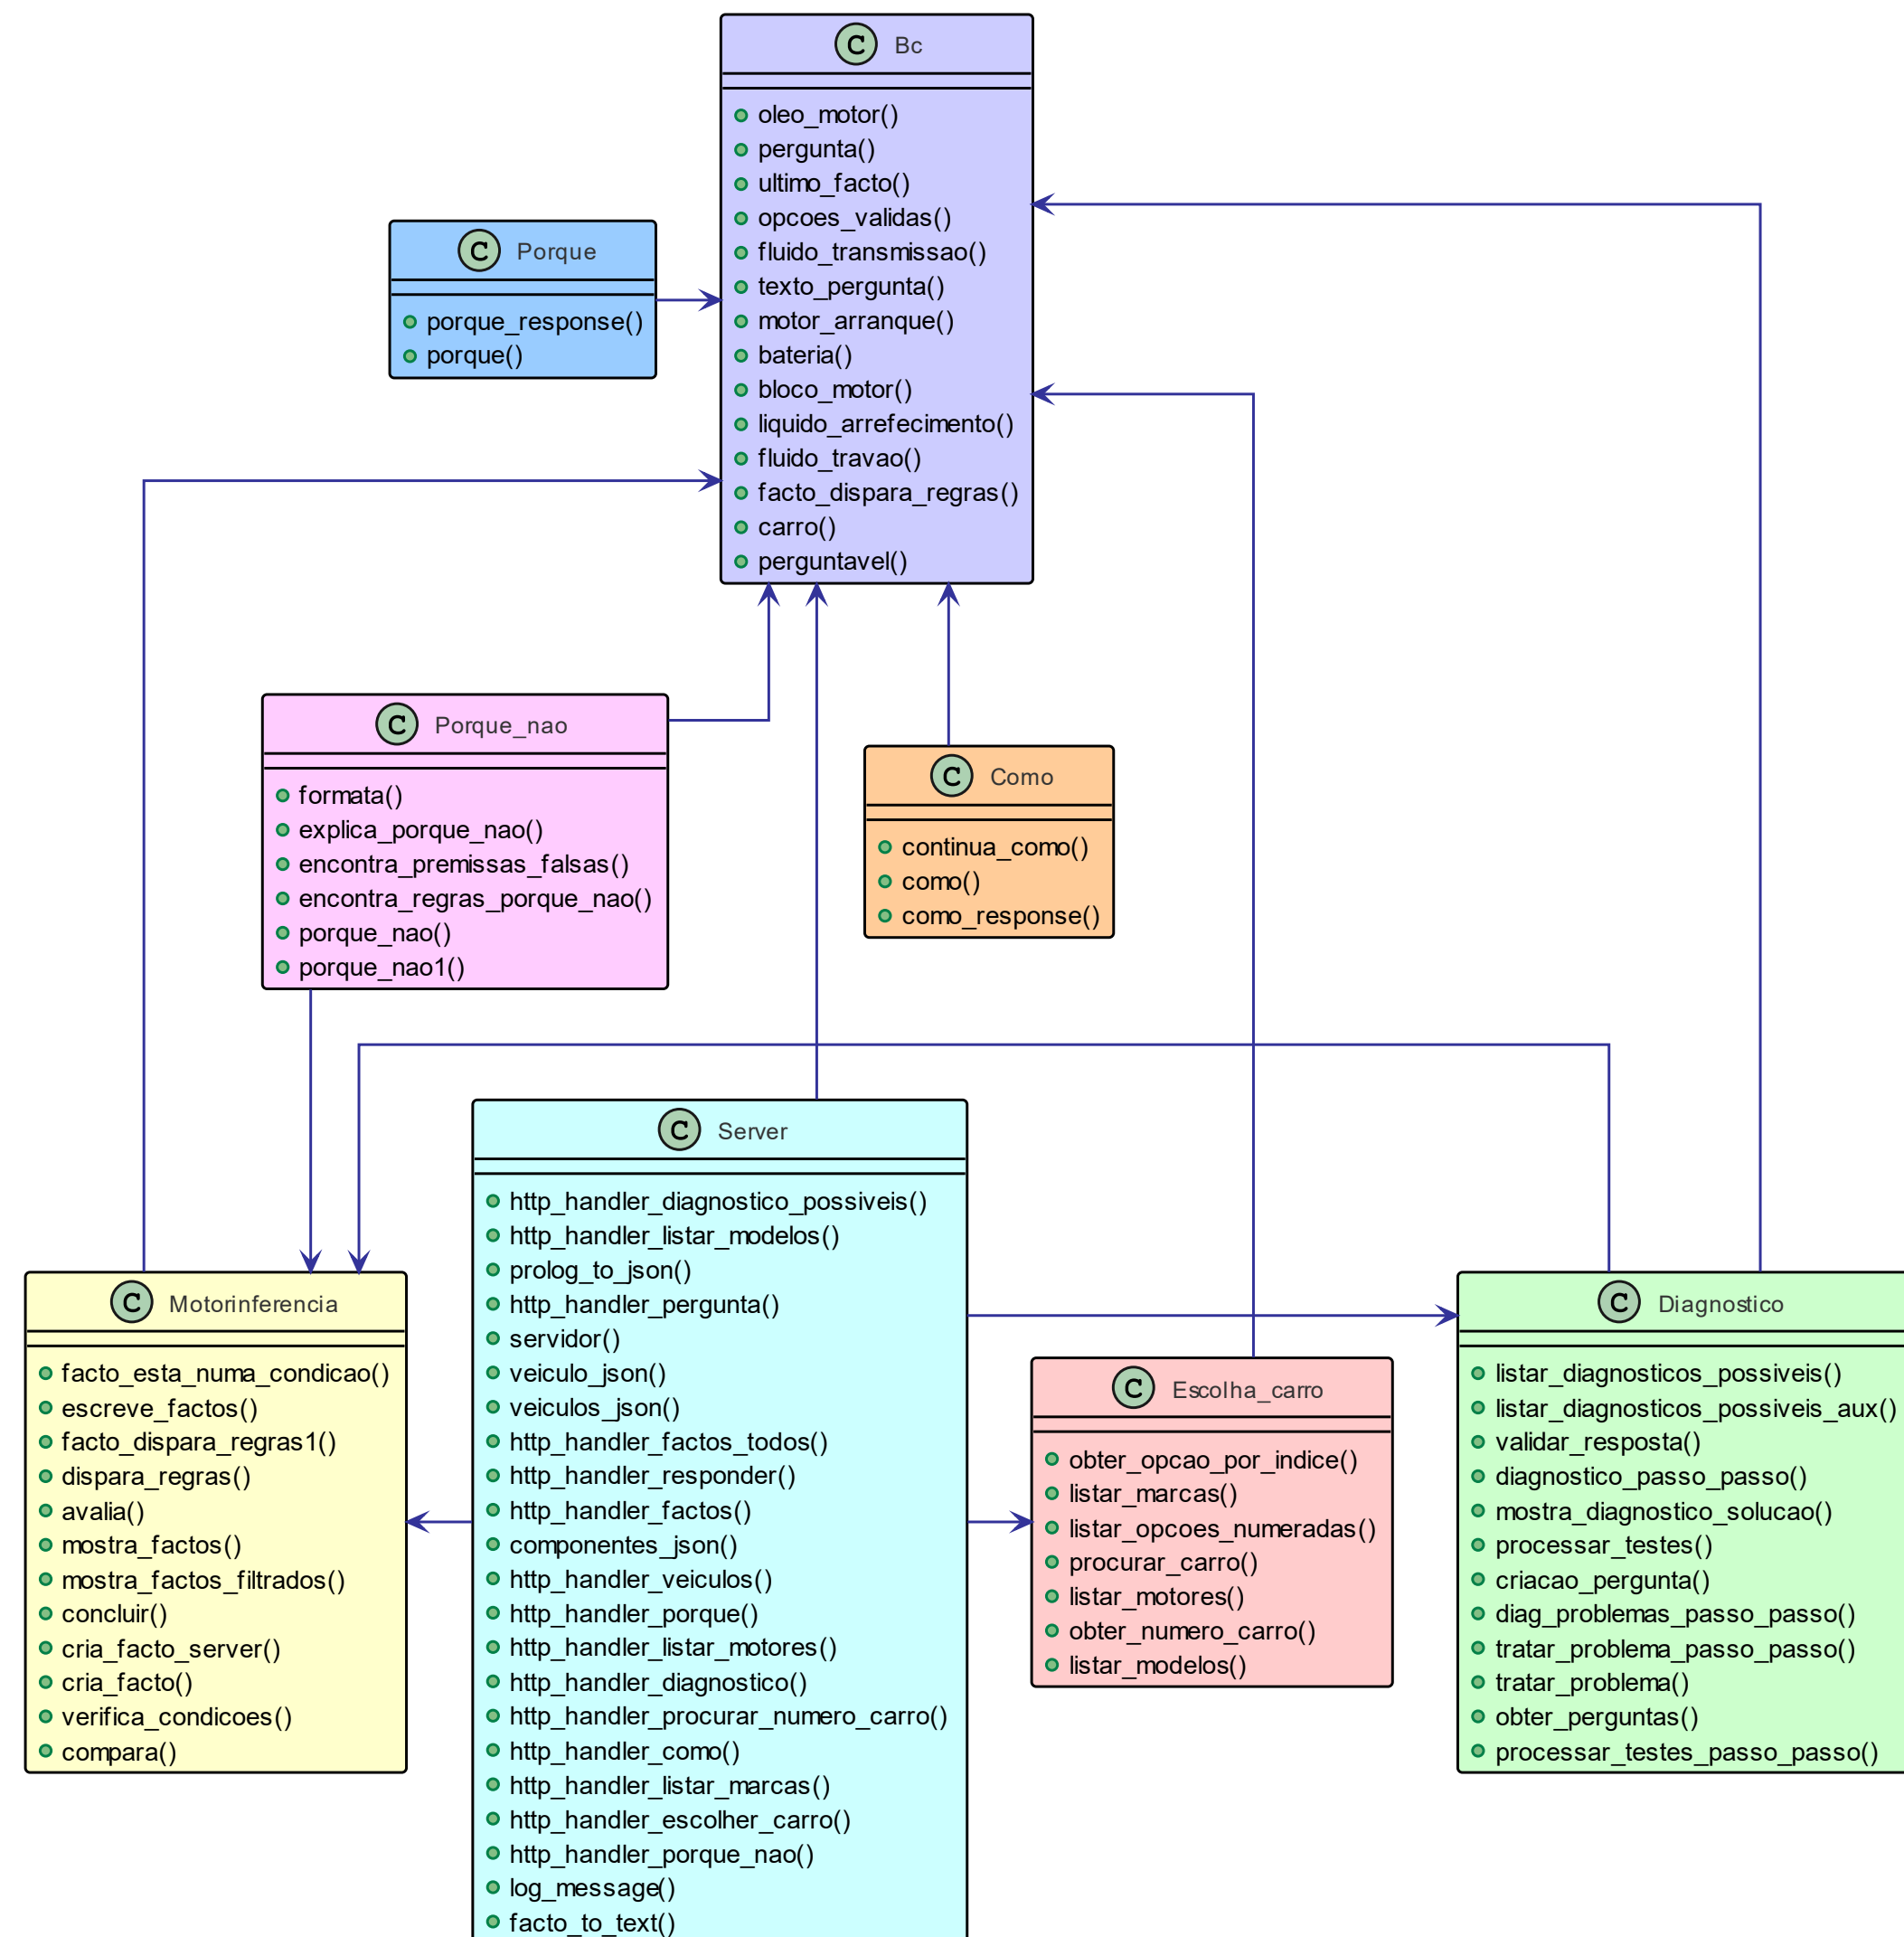 C Bc
oleo_motor()
pergunta()
ultimo_facto()
opcoes_validas()
fluido_transmissao()
texto_pergunta()
motor_arranque()
bateria()
bloco_motor()
liquido_arrefecimento()
fluido_travao()
facto_dispara_regras()
carro()
perguntavel()
C Porque
porque_response()
porque()
C Porque_nao
formata()
explica_porque_nao()
encontra_premissas_falsas()
encontra_regras_porque_nao()
porque_nao()
porque_nao1()
C Como
continua_como()
como()
como_response()
C Server
http_handler_diagnostico_possiveis()
http_handler_listar_modelos()
prolog_to_json()
http_handler_pergunta()
servidor()
veiculo_json()
veiculos_json()
http_handler_factos_todos()
http_handler_responder()
http_handler_factos()
componentes_json()
http_handler_veiculos()
http_handler_porque()
http_handler_listar_motores()
http_handler_diagnostico()
http_handler_procurar_numero_carro()
http_handler_como()
http_handler_listar_marcas()
http_handler_escolher_carro()
http_handler_porque_nao()
log_message()
facto_to_text()
C Motorinferencia
facto_esta_numa_condicao()
escreve_factos()
facto_dispara_regras1()
dispara_regras()
avalia()
mostra_factos()
mostra_factos_filtrados()
concluir()
cria_facto_server()
cria_facto()
verifica_condicoes()
compara()
C Escolha_carro
obter_opcao_por_indice()
listar_marcas()
listar_opcoes_numeradas()
procurar_carro()
listar_motores()
obter_numero_carro()
listar_modelos()
C Diagnostico
listar_diagnosticos_possiveis()
listar_diagnosticos_possiveis_aux()
validar_resposta()
diagnostico_passo_passo()
mostra_diagnostico_solucao()
processar_testes()
criacao_pergunta()
diag_problemas_passo_passo()
tratar_problema_passo_passo()
tratar_problema()
obter_perguntas()
processar_testes_passo_passo()